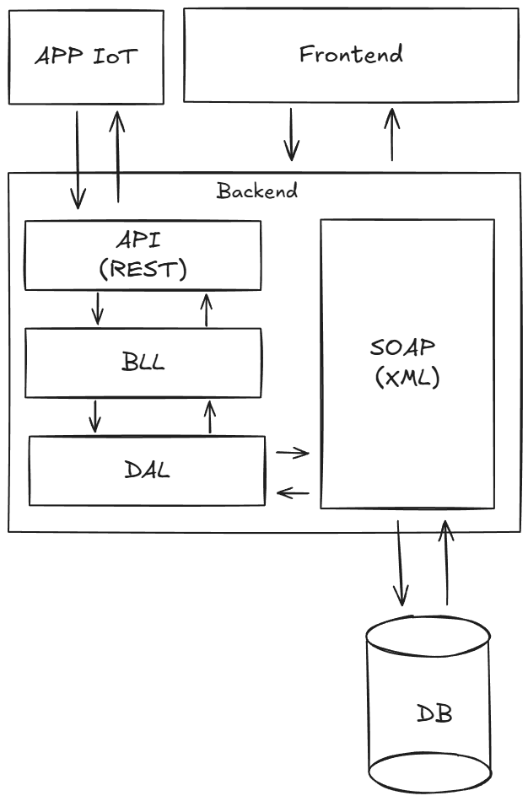 APP IoT
Frontend
Backend
API
(REST)
BLL
DAL
SOAP
(XML)
DB